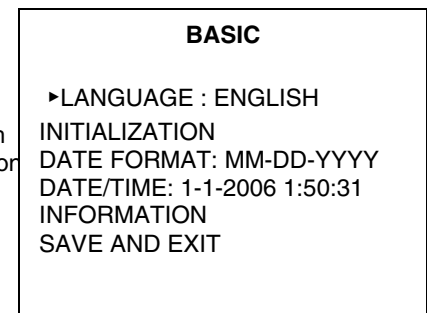 BASIC
▸LANGUAGE : ENGLISH
INITIALIZATION
DATE FORMAT: MM-DD-YYYY
DATE/TIME: 1-1-2006 1:50:31
INFORMATION
SAVE AND EXIT